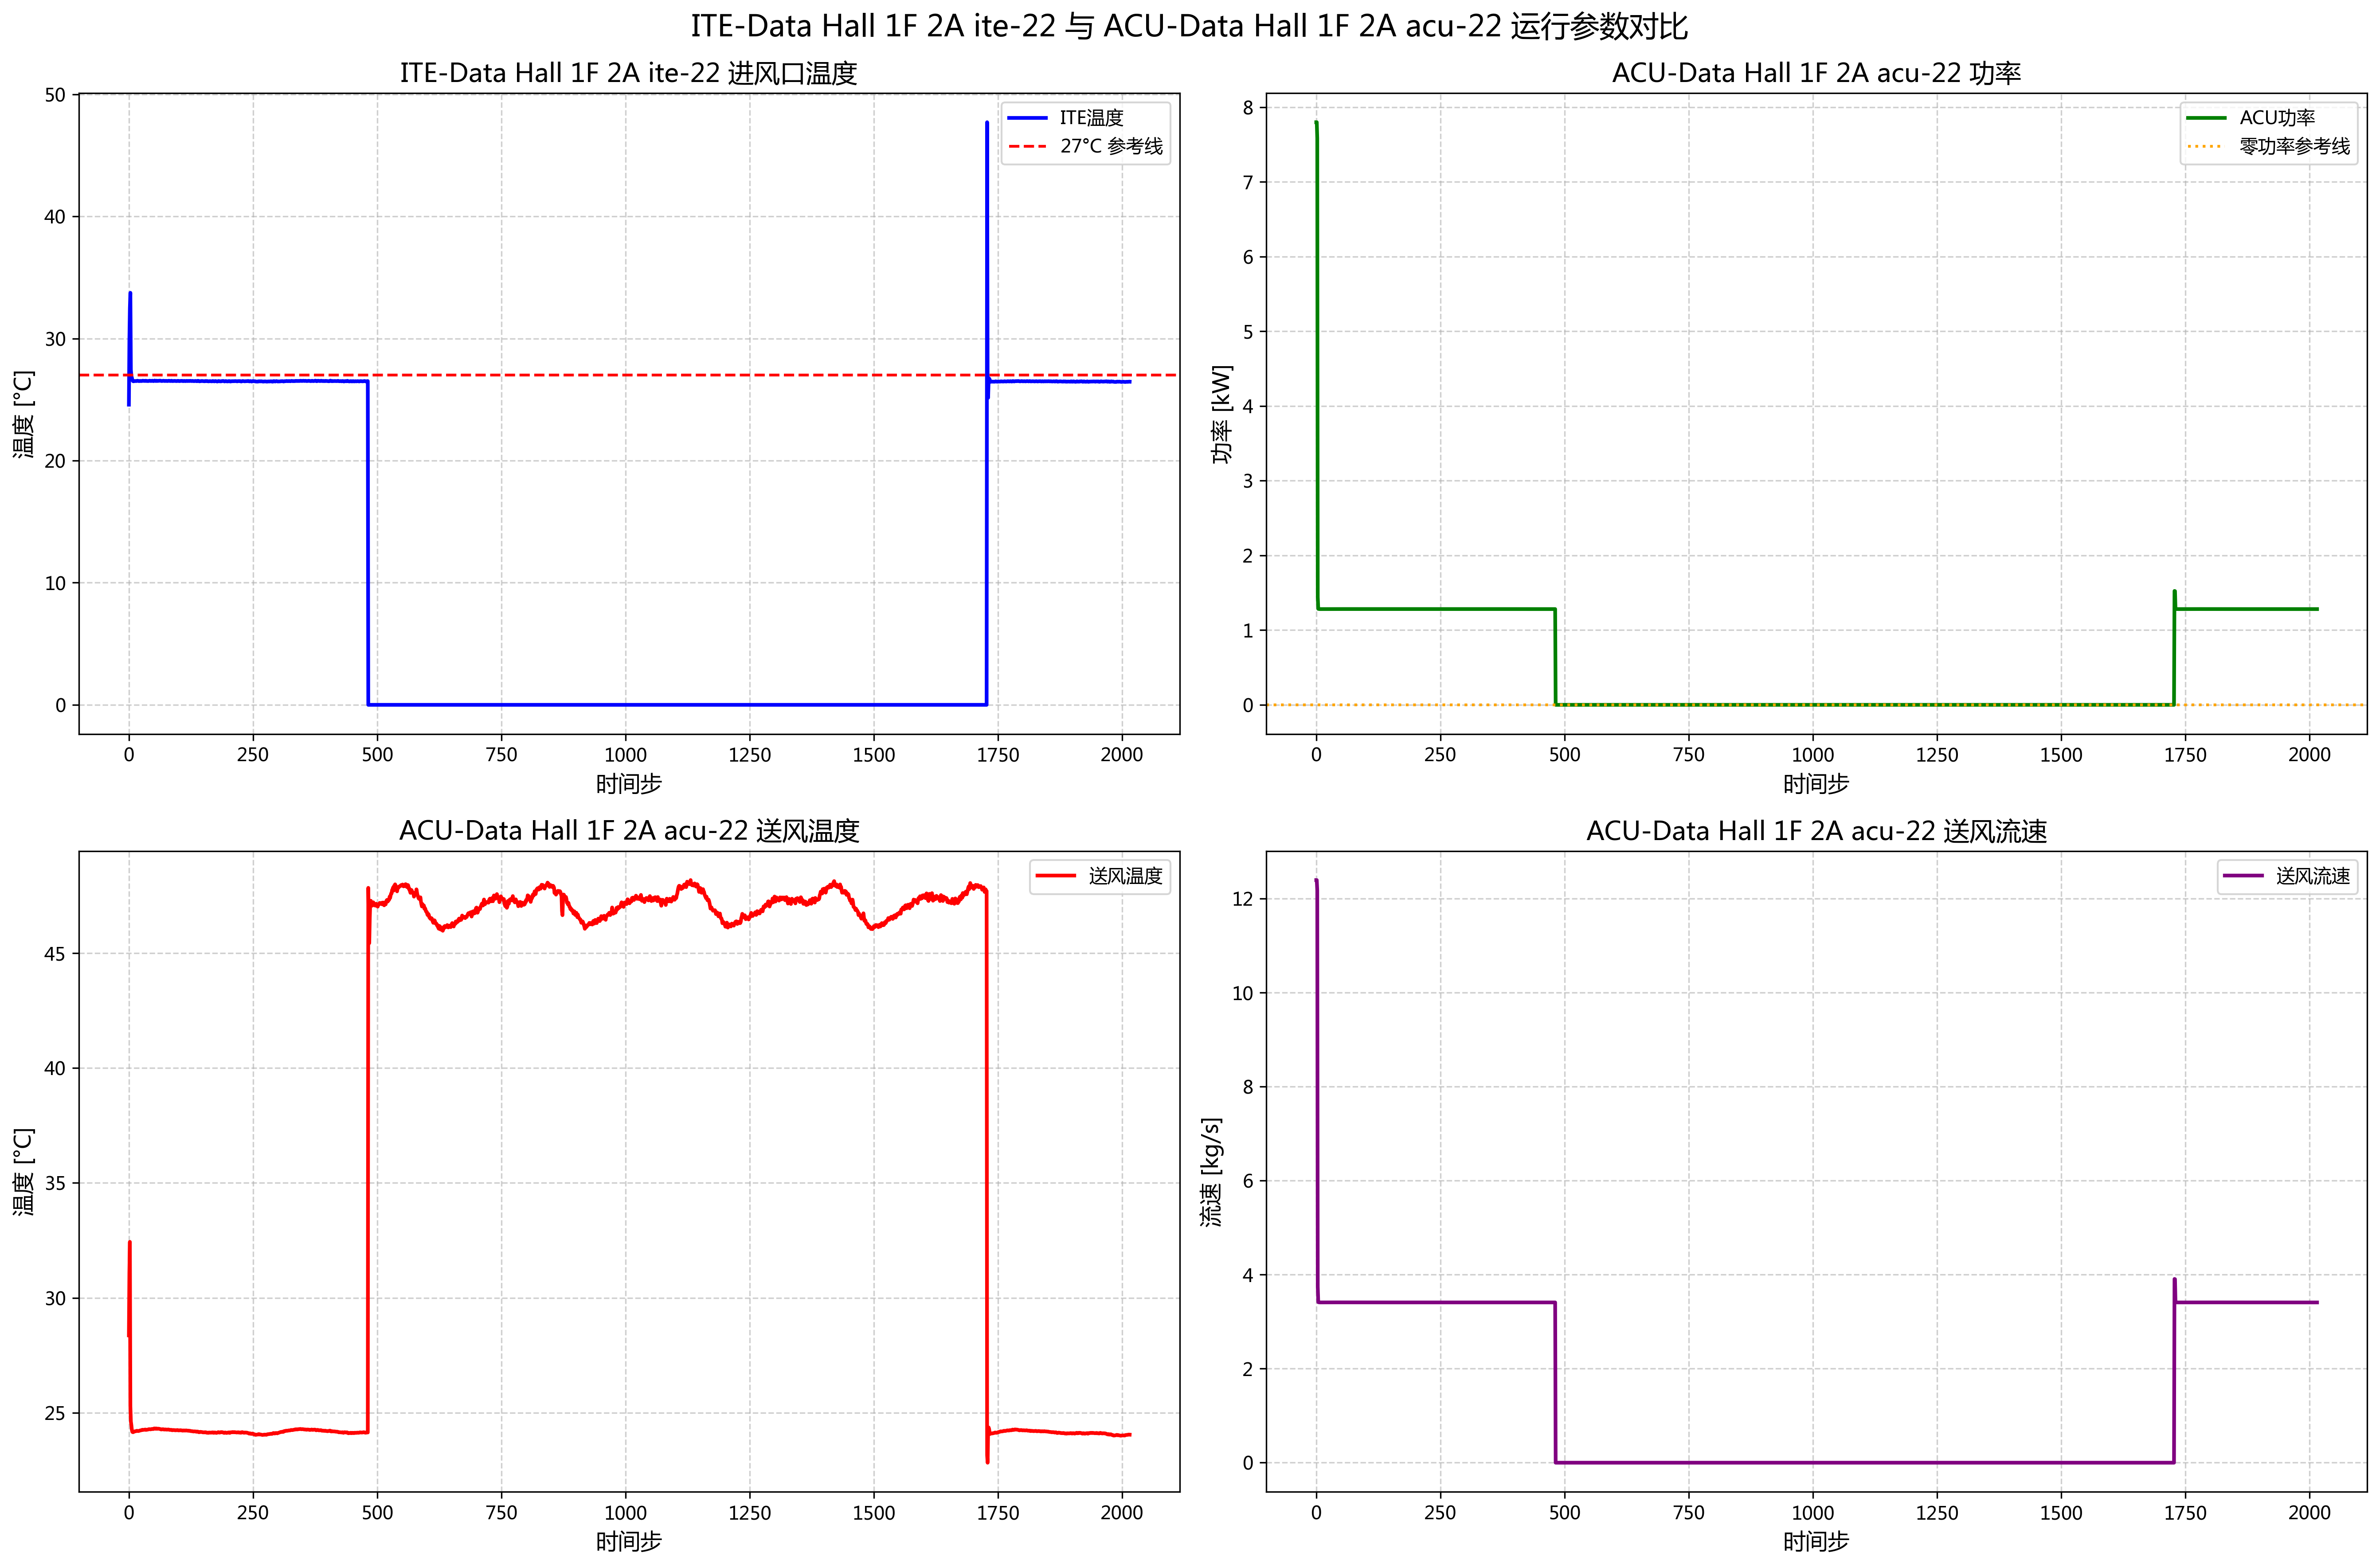 ITE-Data Hall 1F 2A ite-22 与 ACU-Data Hall 1F 2A acu-22 运行参数对比
ITE-Data Hall 1F 2A ite-22 进风口温度
50
40
30
20
10
0
温度 [°C]
ITE温度
27°C 参考线
0 250 500 750 1000 1250 1500 1750 2000
时间步
ACU-Data Hall 1F 2A acu-22 功率
8
7
6
5
4
3
2
1
0
功率 [kW]
ACU功率
零功率参考线
0 250 500 750 1000 1250 1500 1750 2000
时间步
ACU-Data Hall 1F 2A acu-22 送风温度
45
40
35
30
25
温度 [°C]
送风温度
0 250 500 750 1000 1250 1500 1750 2000
时间步
ACU-Data Hall 1F 2A acu-22 送风流速
12
10
8
6
4
2
0
流速 [kg/s]
送风流速
0 250 500 750 1000 1250 1500 1750 2000
时间步